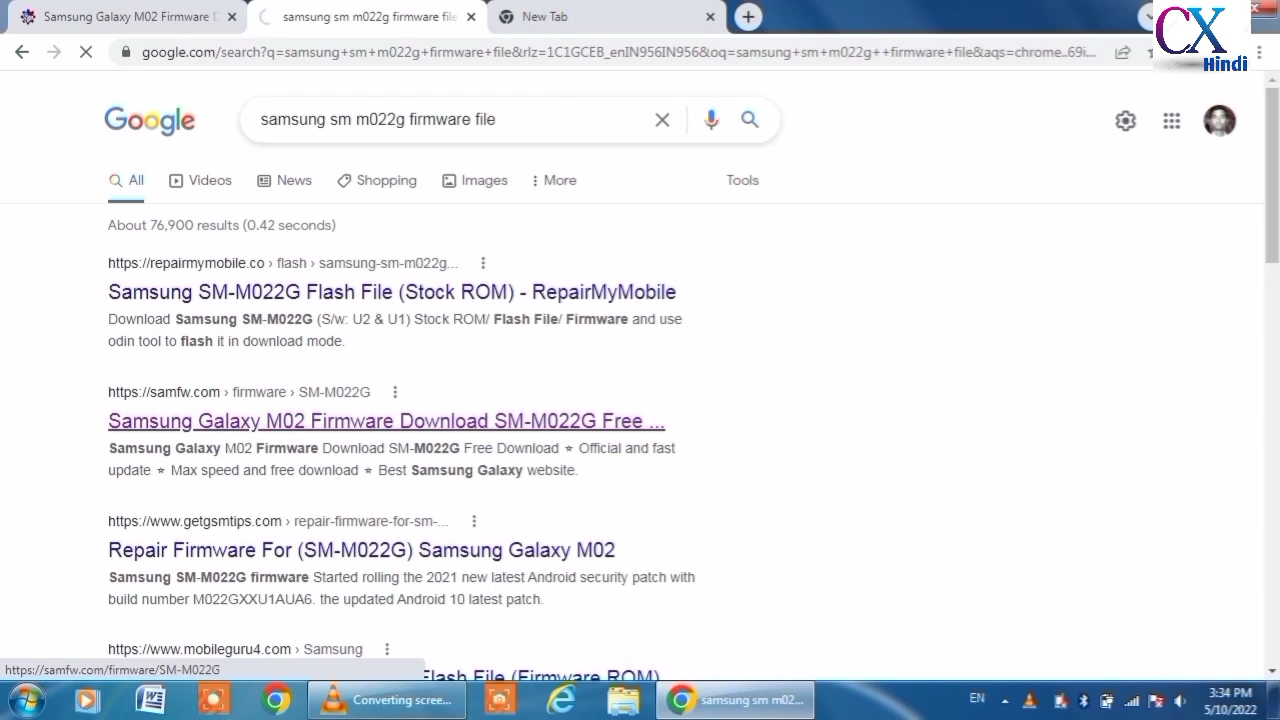 Samsung Galaxy M02 Firmware D
samsung sm m022g firmware file
New Tab
CX
Hindi
google.com/search?q=samsung+sm+m022g+firmware+file&rlz=1C1GCEB_enIN956IN956&oq=samsung+sm+m022g++firmware+file&aqs=chrome..69i...
Google
samsung sm m022g firmware file
All
Videos
News
Shopping
Images
More
Tools
About 76,900 results (0.42 seconds)
https://repairmymobile.co › flash › samsung-sm-m022g...
Samsung SM-M022G Flash File (Stock ROM) - RepairMyMobile
Download Samsung SM-M022G (S/w: U2 & U1) Stock ROM/ Flash File/ Firmware and use
odin tool to flash it in download mode.
https://samfw.com › firmware › SM-M022G
Samsung Galaxy M02 Firmware Download SM-M022G Free ...
Samsung Galaxy M02 Firmware Download SM-M022G Free Download ⭐ Official and fast
update ⭐ Max speed and free download ⭐ Best Samsung Galaxy website.
https://www.getgsmtips.com › repair-firmware-for-sm-...
Repair Firmware For (SM-M022G) Samsung Galaxy M02
Samsung SM-M022G firmware Started rolling the 2021 new latest Android security patch with
build number M022GXXU1AUA6. the updated Android 10 latest patch.
https://www.mobileguru4.com › Samsung
Flash File (Firmware ROM)
https://samfw.com/firmware/SM-M022G
Converting scree...
samsung sm m02...
EN
3:34 PM
5/10/2022